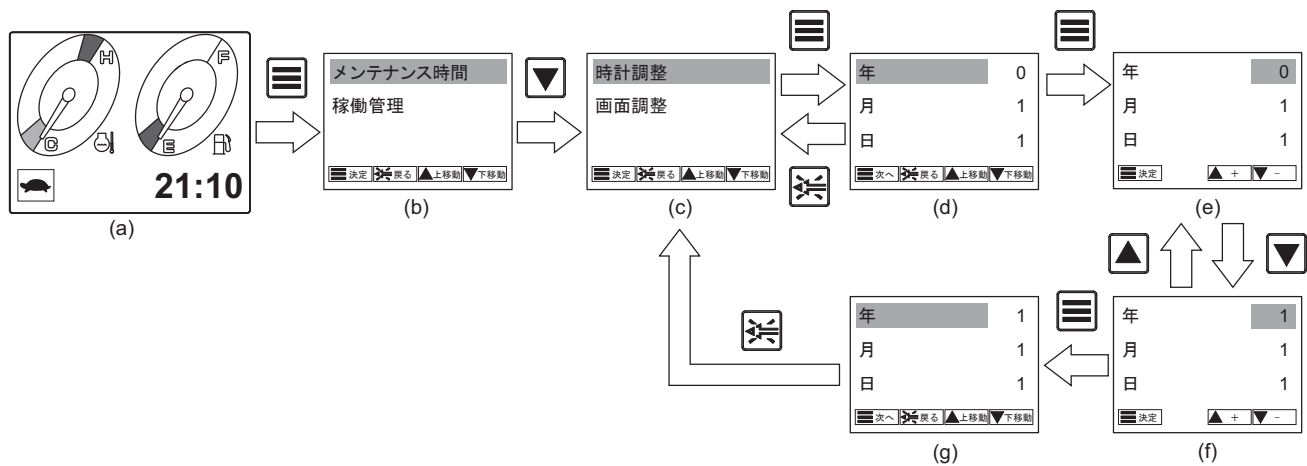 H
F
C
E
21:10
(a)
メンテナンス時間
稼働管理
決定 戻る 上移動 下移動
(b)
時計調整
画面調整
決定 戻る 上移動 下移動
(c)
年 0
月 1
日 1
次へ 戻る 上移動 下移動
(d)
年 0
月 1
日 1
決定 + -
(e)
年 1
月 1
日 1
次へ 戻る 上移動 下移動
(g)
年 1
月 1
日 1
決定 + -
(f)